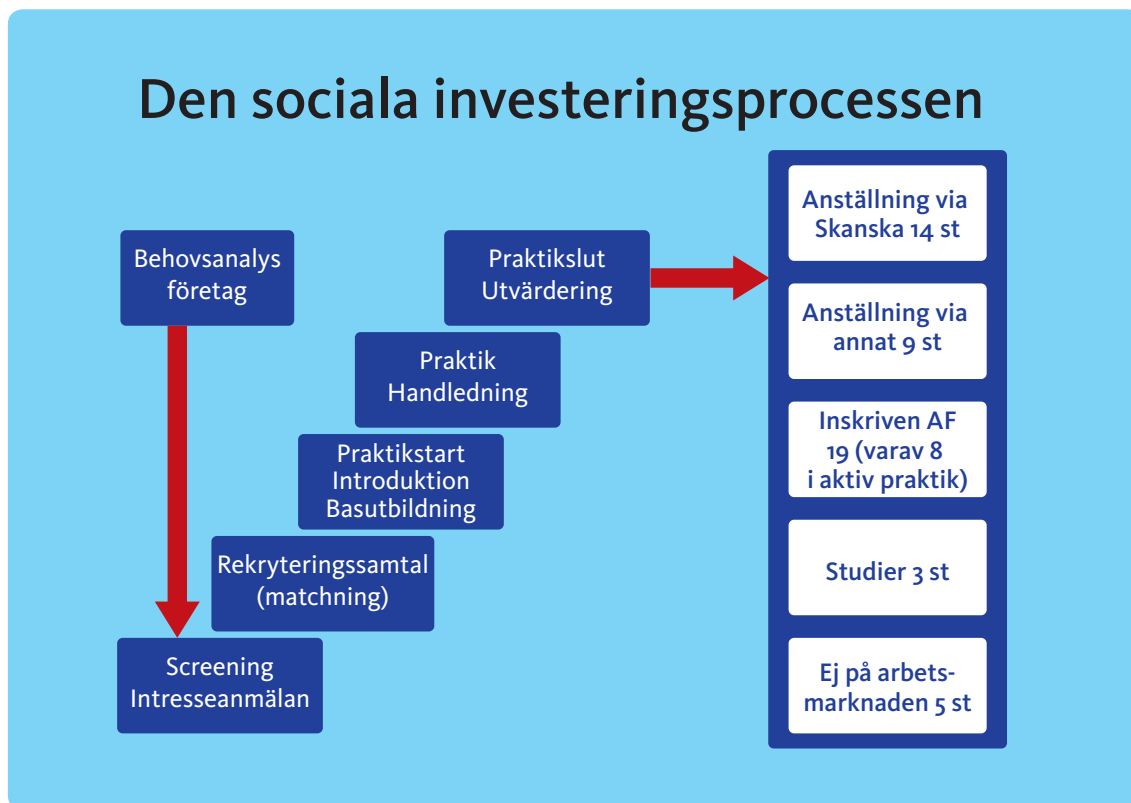 Den sociala investeringsprocessen
Behovsanalys
företag
Screening
Intresseanmälan
Rekryteringssamtal
(matchning)
Praktikstart
Introduktion
Basutbildning
Praktik
Handledning
Praktikslut
Utvärdering
Anställning via
Skanska 14 st
Anställning via
annat 9 st
Inskriven AF
19 (varav 8
i aktiv praktik)
Studier 3 st
Ej på arbets-
marknaden 5 st